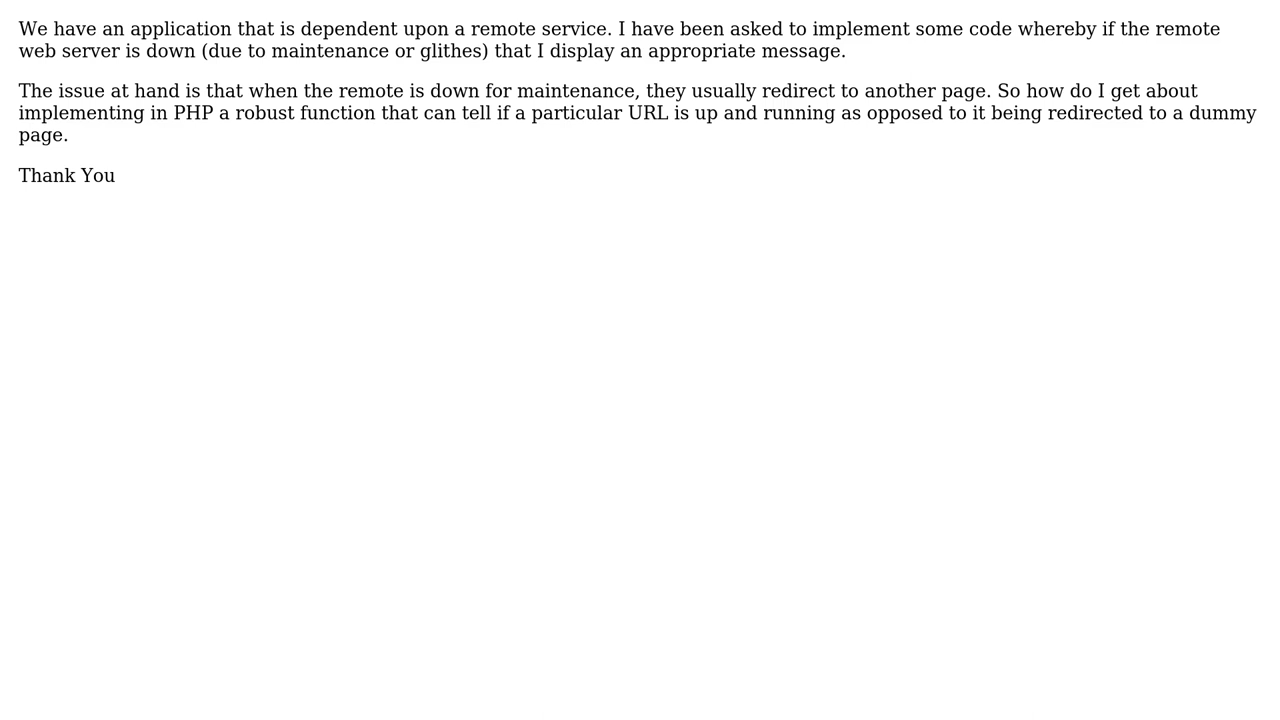 We have an application that is dependent upon a remote service. I have been asked to implement some code whereby if the remote
web server is down (due to maintenance or glithes) that I display an appropriate message.
The issue at hand is that when the remote is down for maintenance, they usually redirect to another page. So how do I get about
implementing in PHP a robust function that can tell if a particular URL is up and running as opposed to it being redirected to a dummy
page.
Thank You